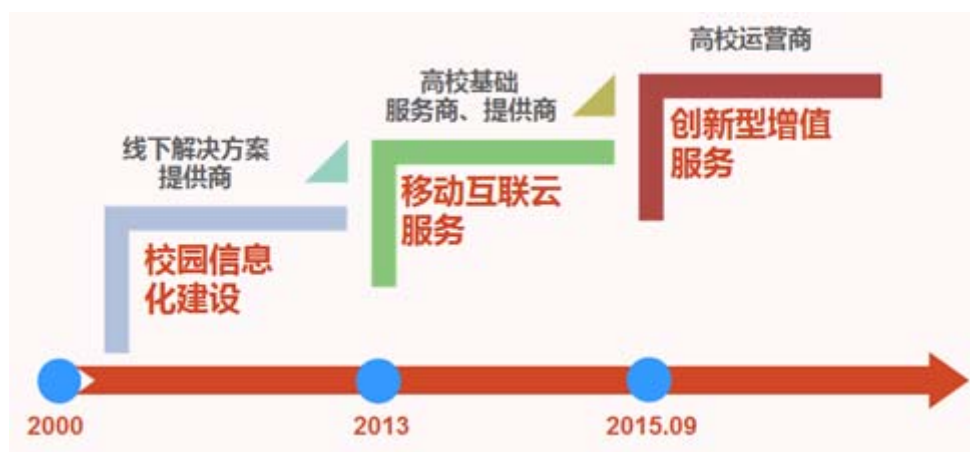 高校运营商
高校基础
服务商、提供商
创新型增值
服务
线下解决方案
提供商
移动互联云
服务
校园信息
化建设
2000
2013
2015.09